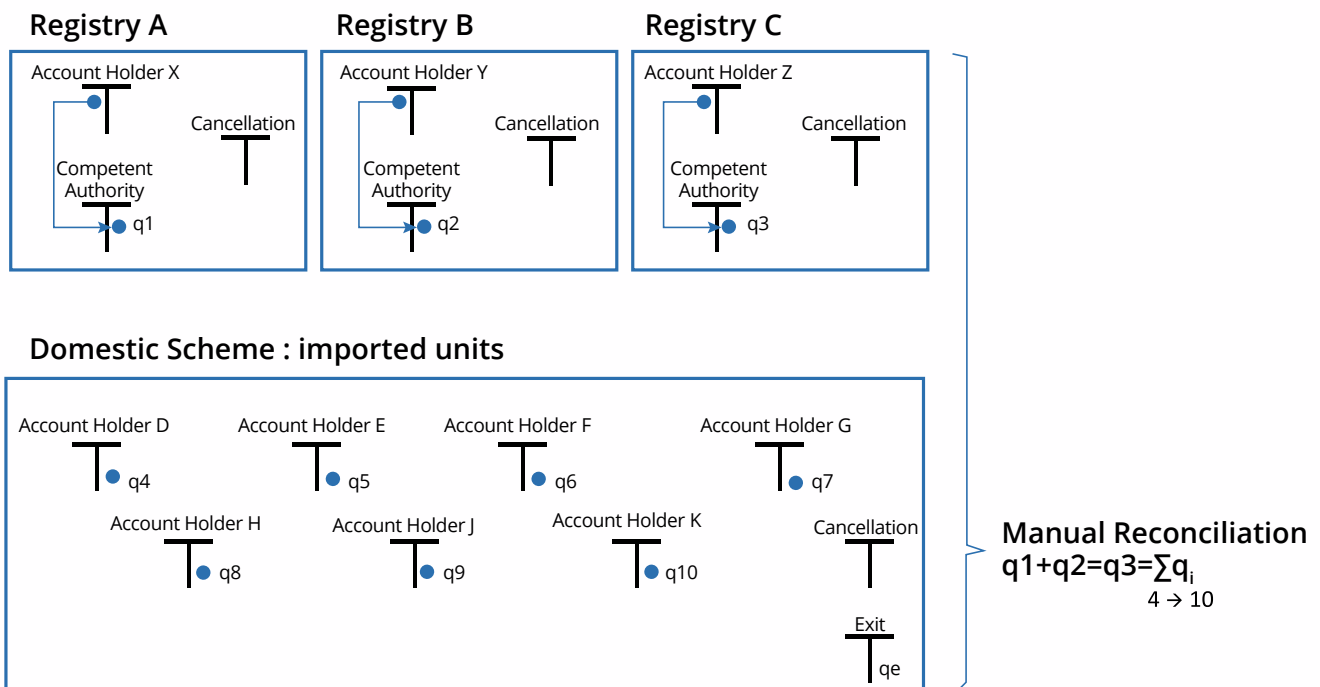 Registry A
Registry B
Registry C
Account Holder X
Cancellation
Competent
Authority
q1
Account Holder Y
Cancellation
Competent
Authority
q2
Account Holder Z
Cancellation
Competent
Authority
q3
Domestic Scheme : imported units
Account Holder D
q4
Account Holder E
q5
Account Holder F
q6
Account Holder G
q7
Account Holder H
q8
Account Holder J
q9
Account Holder K
q10
Cancellation
Exit
qe
Manual Reconciliation
q1+q2=q3=∑qi
4 → 10